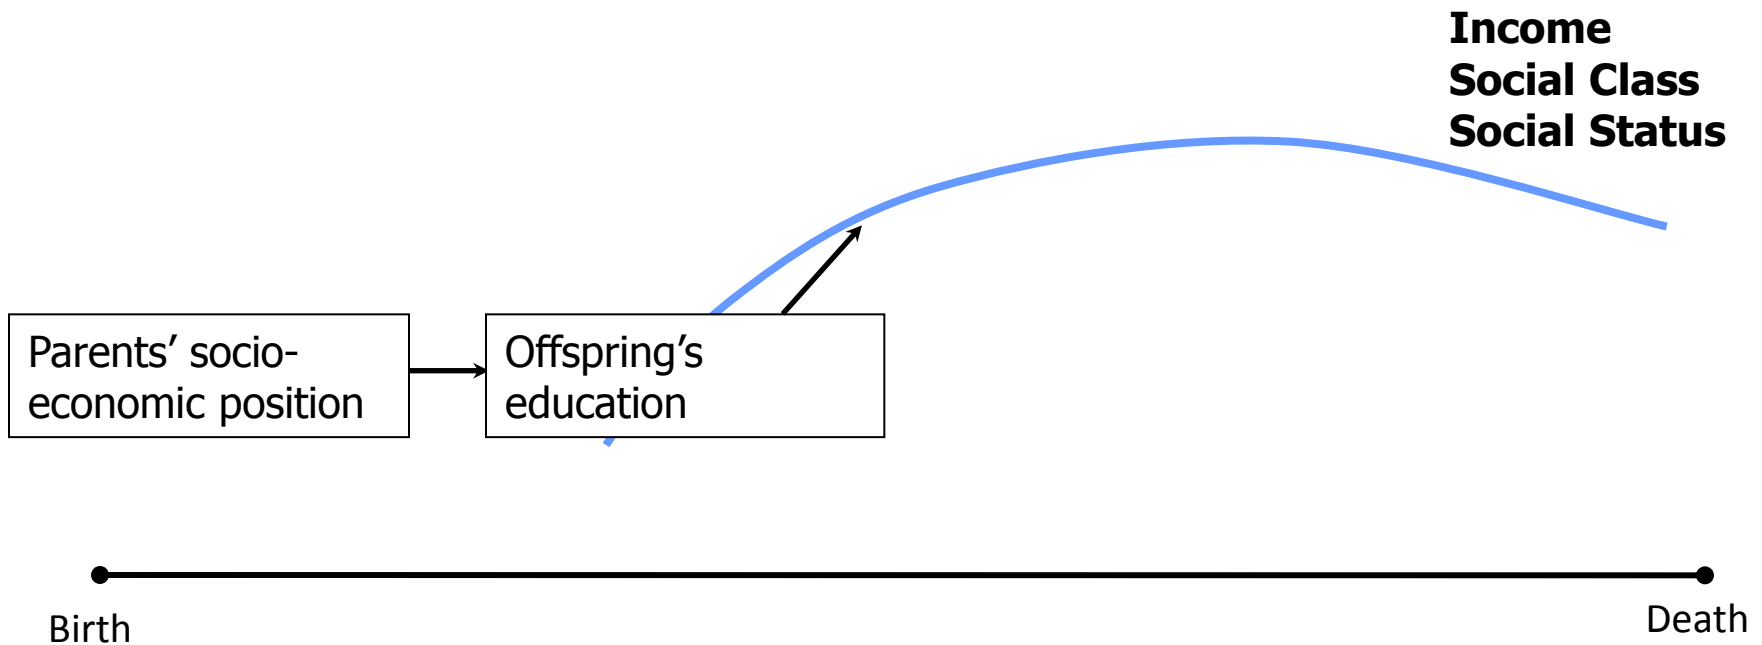 Income
Social Class
Social Status
Parents’ socio-
economic position
Offspring’s
education
Birth
Death